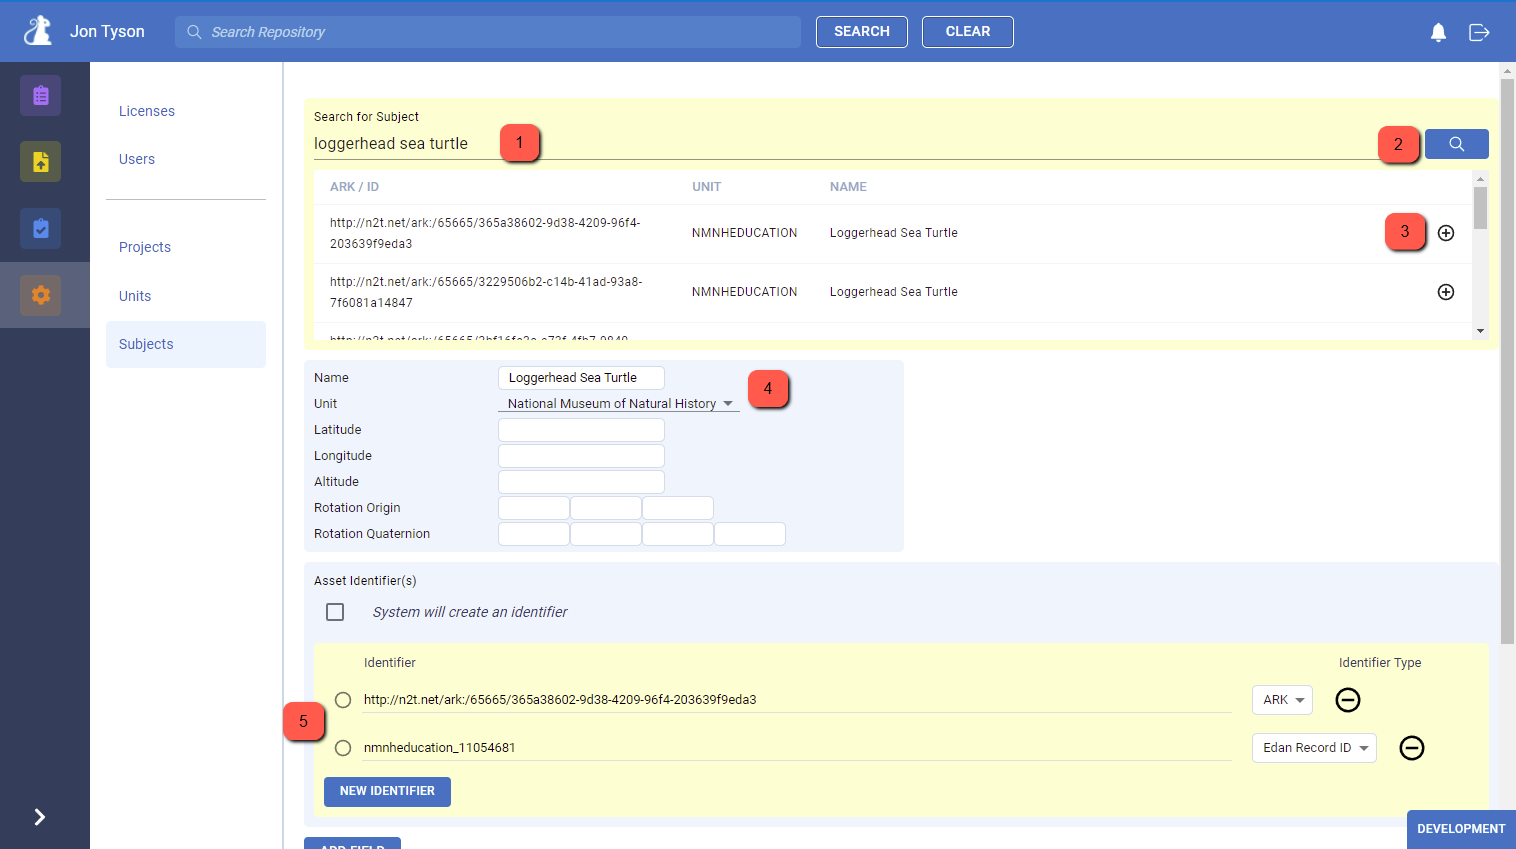 Jon Tyson
Search Repository
SEARCH
CLEAR
Licenses
Users
Projects
Units
Subjects
Search for Subject
loggerhead sea turtle
1
2
ARK / ID UNIT NAME
http://n2t.net/ark:/65665/365a38602-9d38-4209-96f4-
203639f9eda3
NMNHEDUCATION
Loggerhead Sea Turtle
3
http://n2t.net/ark:/65665/3229506b2-c14b-41ad-93a8-
7f6081a14847
NMNHEDUCATION
Loggerhead Sea Turtle
Name Loggerhead Sea Turtle
4
Unit National Museum of Natural History
Latitude
Longitude
Altitude
Rotation Origin
Rotation Quaternion
Asset Identifier(s)
System will create an identifier
Identifier Identifier Type
http://n2t.net/ark:/65665/365a38602-9d38-4209-96f4-203639f9eda3 ARK
5
nmnheducation_11054681 Edan Record ID
NEW IDENTIFIER
DEVELOPMENT
ADD FIELD